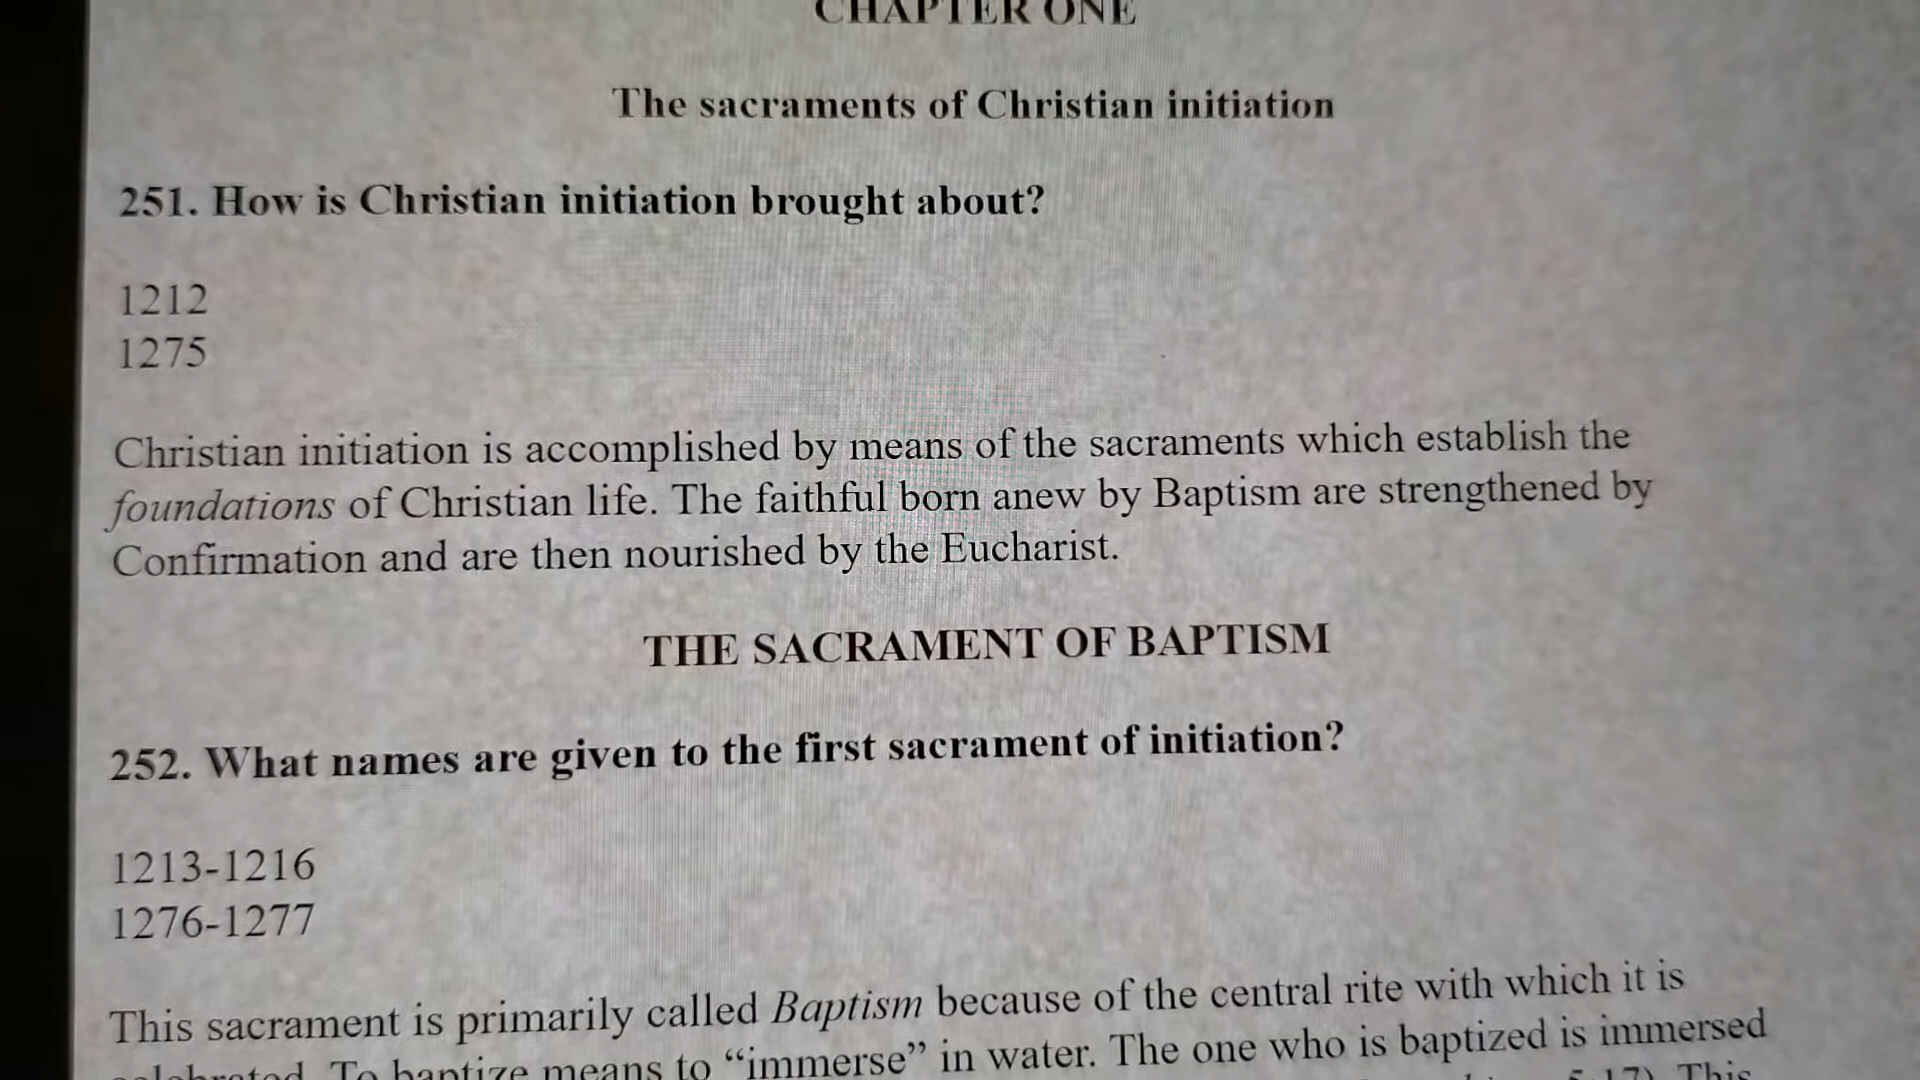 CHAPTER ONE
The sacraments of Christian initiation
251. How is Christian initiation brought about?
1212
1275
Christian initiation is accomplished by means of the sacraments which establish the
foundations of Christian life. The faithful born anew by Baptism are strengthened by
Confirmation and are then nourished by the Eucharist.
THE SACRAMENT OF BAPTISM
252. What names are given to the first sacrament of initiation?
1213-1216
1276-1277
This sacrament is primarily called Baptism because of the central rite with which it is
celebrated. To baptize means to “immerse” in water. The one who is baptized is immersed
5:17). This